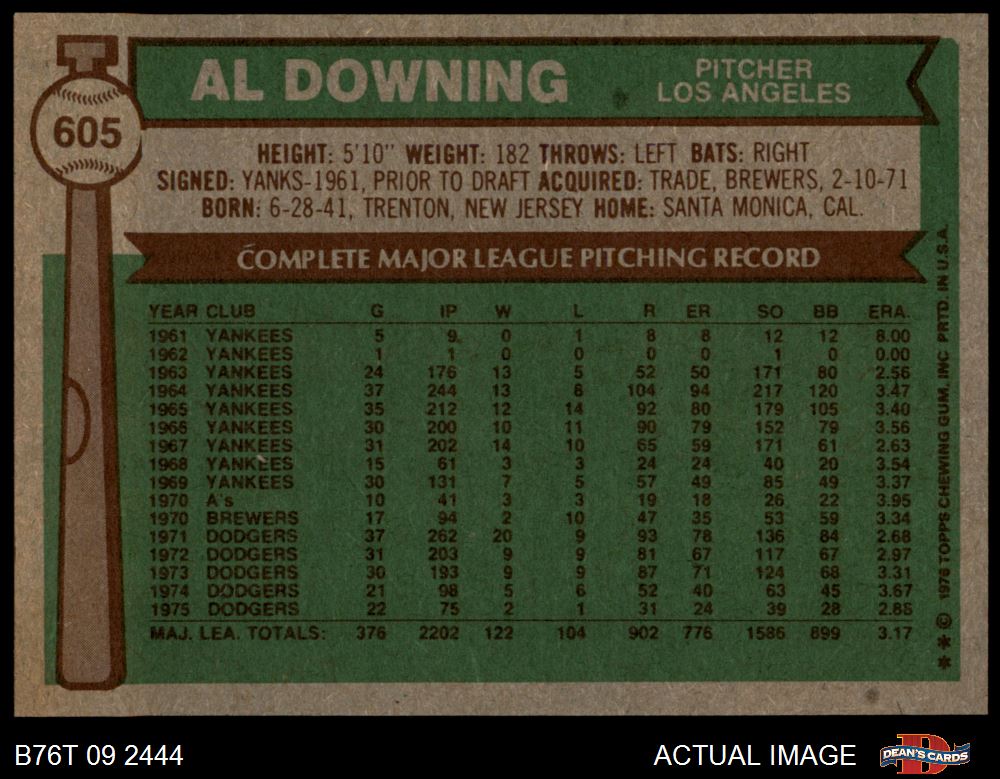 605
AL DOWNING
PITCHER
LOS ANGELES
HEIGHT: 5'10" WEIGHT: 182 THROWS: LEFT BATS: RIGHT
SIGNED: YANKS-1961, PRIOR TO DRAFT ACQUIRED: TRADE, BREWERS, 2-10-71
BORN: 6-28-41, TRENTON, NEW JERSEY HOME: SANTA MONICA, CAL.
COMPLETE MAJOR LEAGUE PITCHING RECORD
YEAR CLUB G IP W L R ER SO BB ERA.
1961 YANKEES 5 9 0 1 8 8 12 12 8.00
1962 YANKEES 1 1 0 0 0 0 1 0 0.00
1963 YANKEES 24 176 13 5 52 50 171 80 2.56
1964 YANKEES 37 244 13 8 104 94 217 120 3.47
1965 YANKEES 35 212 12 14 92 80 179 105 3.40
1966 YANKEES 30 200 10 11 90 79 152 79 3.56
1967 YANKEES 31 202 14 10 65 59 171 61 2.63
1968 YANKEES 15 61 3 3 24 24 40 20 3.54
1969 YANKEES 30 131 7 5 57 49 85 49 3.37
1970 A's 10 41 3 3 19 18 26 22 3.95
1970 BREWERS 17 94 2 10 47 35 53 59 3.34
1971 DODGERS 37 262 20 9 93 78 136 84 2.68
1972 DODGERS 31 203 9 9 81 67 117 67 2.97
1973 DODGERS 30 193 9 9 87 71 124 68 3.31
1974 DODGERS 21 98 5 6 52 40 63 45 3.67
1975 DODGERS 22 75 2 1 31 24 39 28 2.88
MAJ. LEA. TOTALS: 376 2202 122 104 902 776 1586 899 3.17
* * © 1976 TOPPS CHEWING GUM, INC PRTD. IN U.S.A.
B76T 09 2444
ACTUAL IMAGE
DEAN'S CARDS